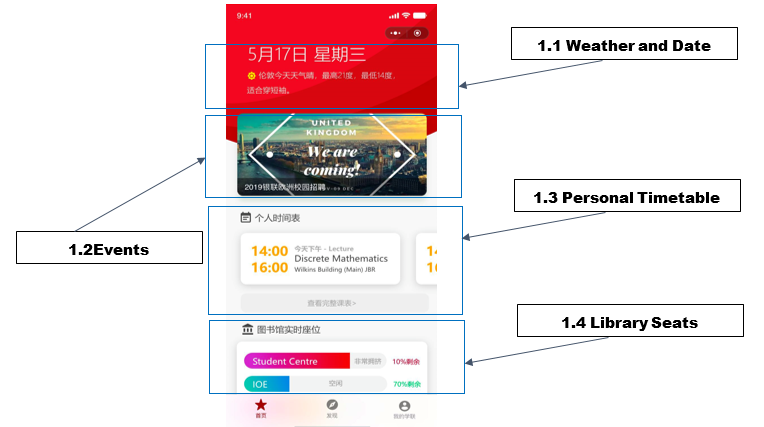 9:41
5月17日 星期三
伦敦今天天气晴，最高21度，最低14度，
适合穿短袖。
1.1 Weather and Date
UNITED
KINGDOM
We are
coming!
2019银联欧洲校园招聘
1.2Events
个人时间表
14:00
16:00
今天下午 - Lecture
Discrete Mathematics
Wilkins Building (Main) JBR
14
16
查看完整课表>
1.3 Personal Timetable
图书馆实时座位
Student Centre 非常拥挤 10%剩余
IOE 空闲 70%剩余
1.4 Library Seats
首页
发现
我的学联